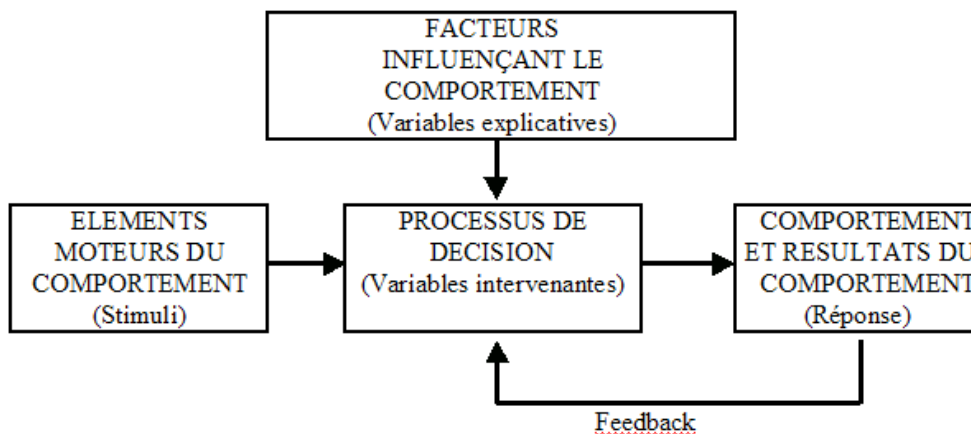 FACTEURS
INFLUENÇANT LE
COMPORTEMENT
(Variables explicatives)
ELEMENTS
MOTEURS DU
COMPORTEMENT
(Stimuli)
PROCESSUS DE
DECISION
(Variables intervenantes)
COMPORTEMENT
ET RESULTATS DU
COMPORTEMENT
(Réponse)
Feedback